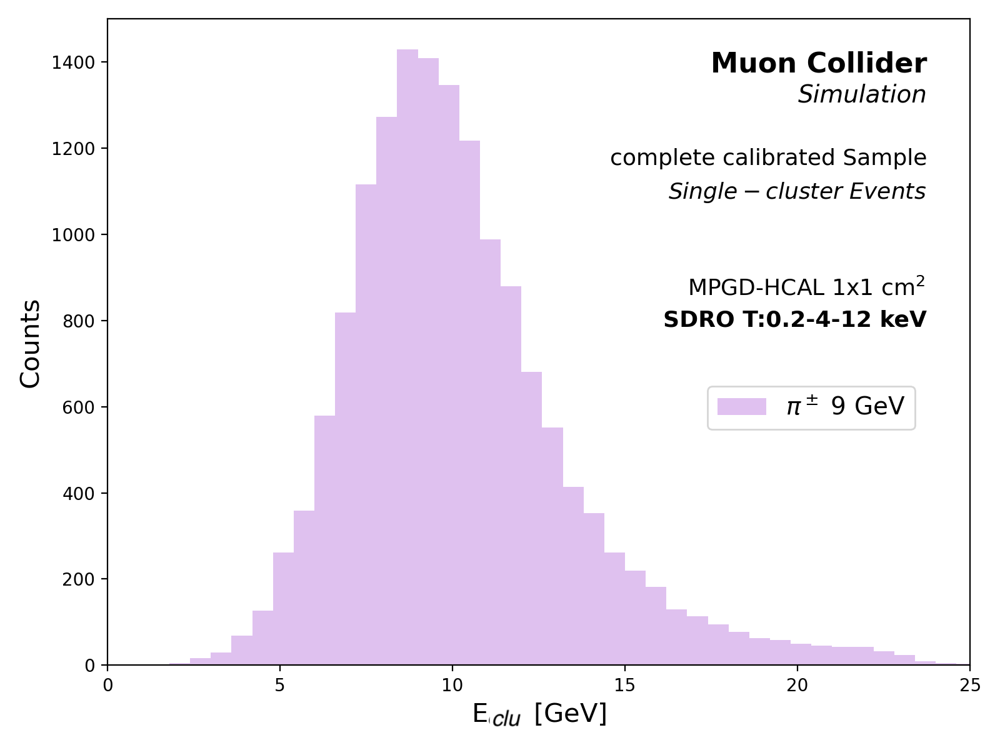 Muon Collider
Simulation
complete calibrated Sample
Single − cluster Events
MPGD-HCAL 1x1 cm²
SDRO T:0.2-4-12 keV
π± 9 GeV
Counts
1400
1200
1000
800
600
400
200
0
0 5 10 15 20 25
E_clu [GeV]